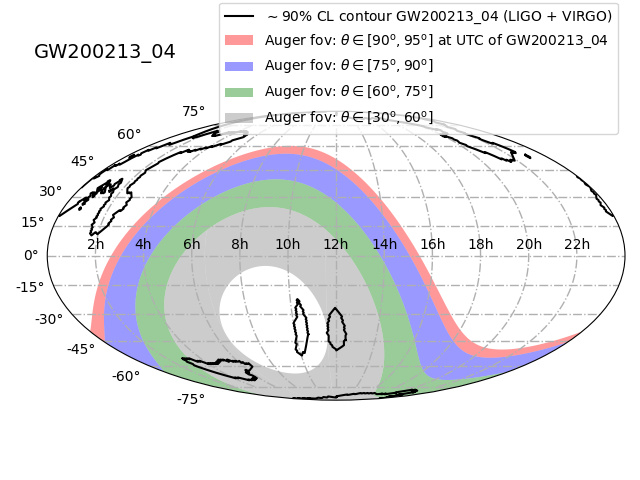 ~ 90% CL contour GW200213_04 (LIGO + VIRGO)
Auger fov: θ ∈ [90°, 95°] at UTC of GW200213_04
GW200213_04
Auger fov: θ ∈ [75°, 90°]
Auger fov: θ ∈ [60°, 75°]
75° Auger fov: θ ∈ [30°, 60°]
60°
45°
30°
15°
2h 4h 6h 8h 10h 12h 14h 16h 18h 20h 22h
0°
-15°
-30°
-45°
-60°
-75°